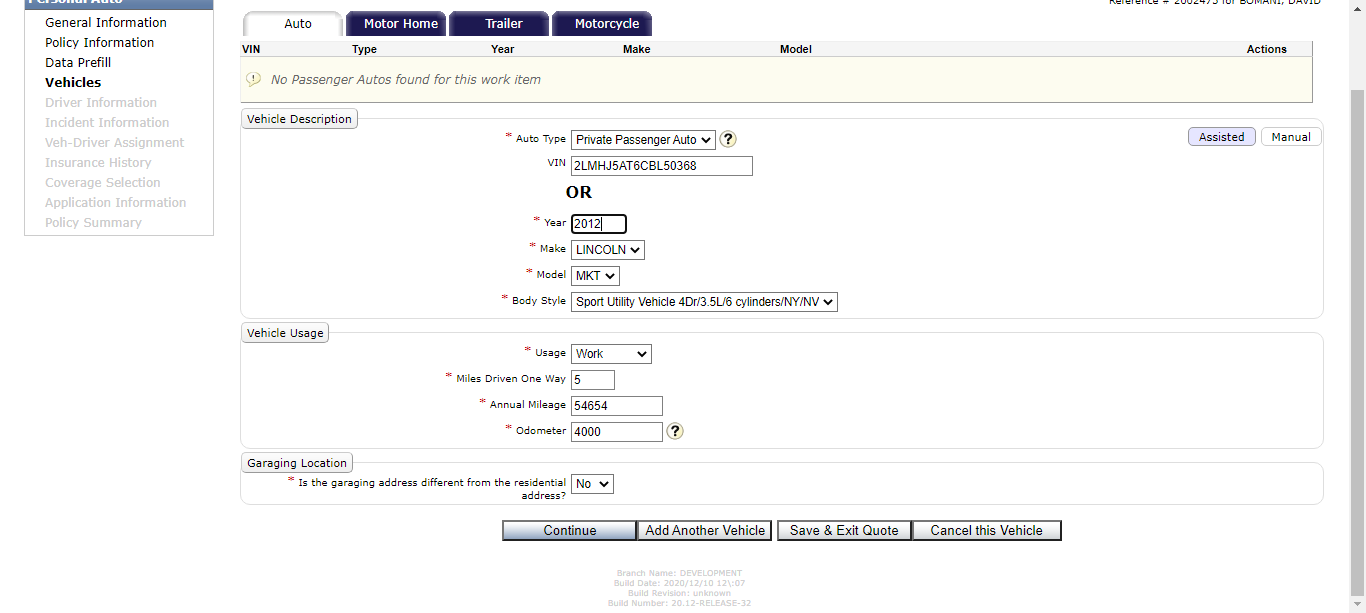 Personal Auto
Reference # 2002473 for BOMANI, DAVID
General Information
Policy Information
Data Prefill
Vehicles
Driver Information
Incident Information
Veh-Driver Assignment
Insurance History
Coverage Selection
Application Information
Policy Summary
Auto Motor Home Trailer Motorcycle
VIN Type Year Make Model Actions
No Passenger Autos found for this work item
Vehicle Description
Assisted Manual
* Auto Type Private Passenger Auto ?
VIN 2LMHJ5AT6CBL50368
OR
* Year 2012
* Make LINCOLN
* Model MKT
* Body Style Sport Utility Vehicle 4Dr/3.5L/6 cylinders/NY/NV
Vehicle Usage
* Usage Work
* Miles Driven One Way 5
* Annual Mileage 54654
* Odometer 4000 ?
Garaging Location
* Is the garaging address different from the residential
address? No
Continue Add Another Vehicle Save & Exit Quote Cancel this Vehicle
Branch Name: DEVELOPMENT
Build Date: 2020/12/10 12\:07
Build Revision: unknown
Build Number: 20.12-RELEASE-32